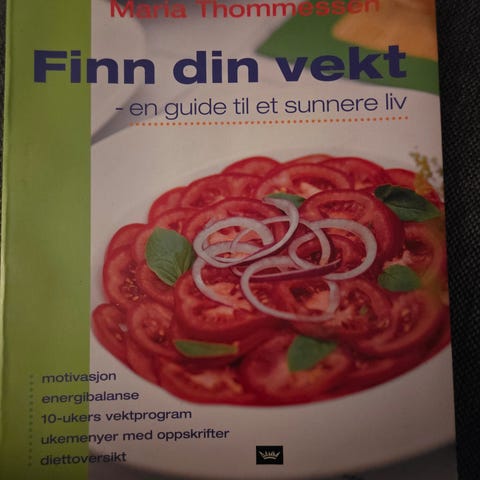 Maria Thommessen
Finn din vekt
- en guide til et sunnere liv
motivasjon
energibalanse
10-ukers vektprogram
ukemenyer med oppskrifter
diettoversikt